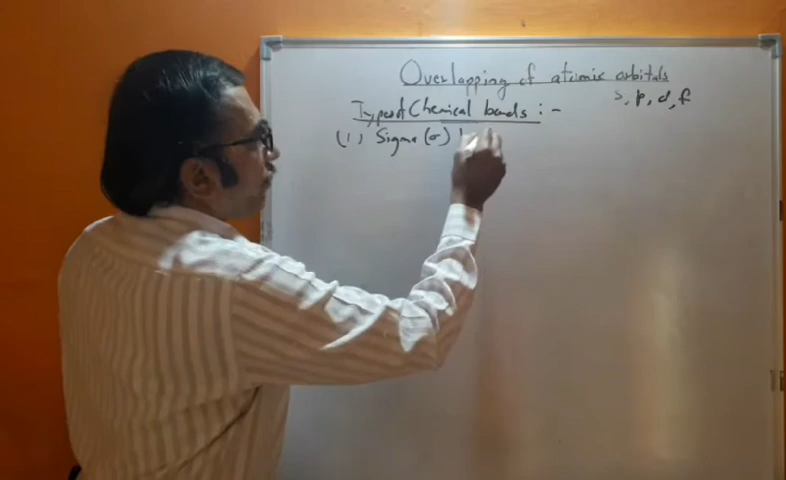 Overlapping of atomic orbitals
s, p, d, f
Types of Chemical bonds :-
(1) Sigma (σ)